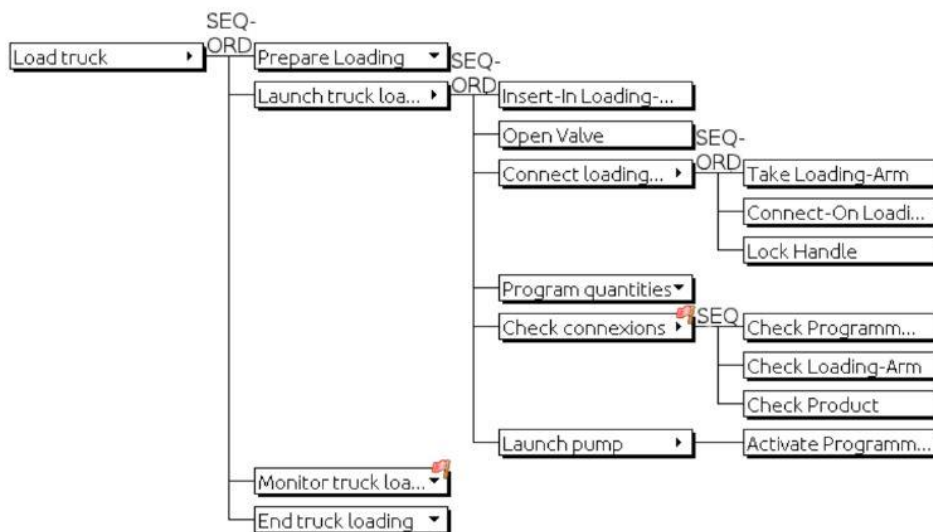 SEQ-
ORD
Load truck
Prepare Loading
SEQ-
ORD
Launch truck loa...
Insert-In Loading-...
Open Valve
SEQ-
ORD
Connect loading...
Take Loading-Arm
Connect-On Loadi...
Lock Handle
Program quantities
Check connexions
SEQ
Check Programm...
Check Loading-Arm
Check Product
Launch pump
Activate Programm...
Monitor truck loa...
End truck loading